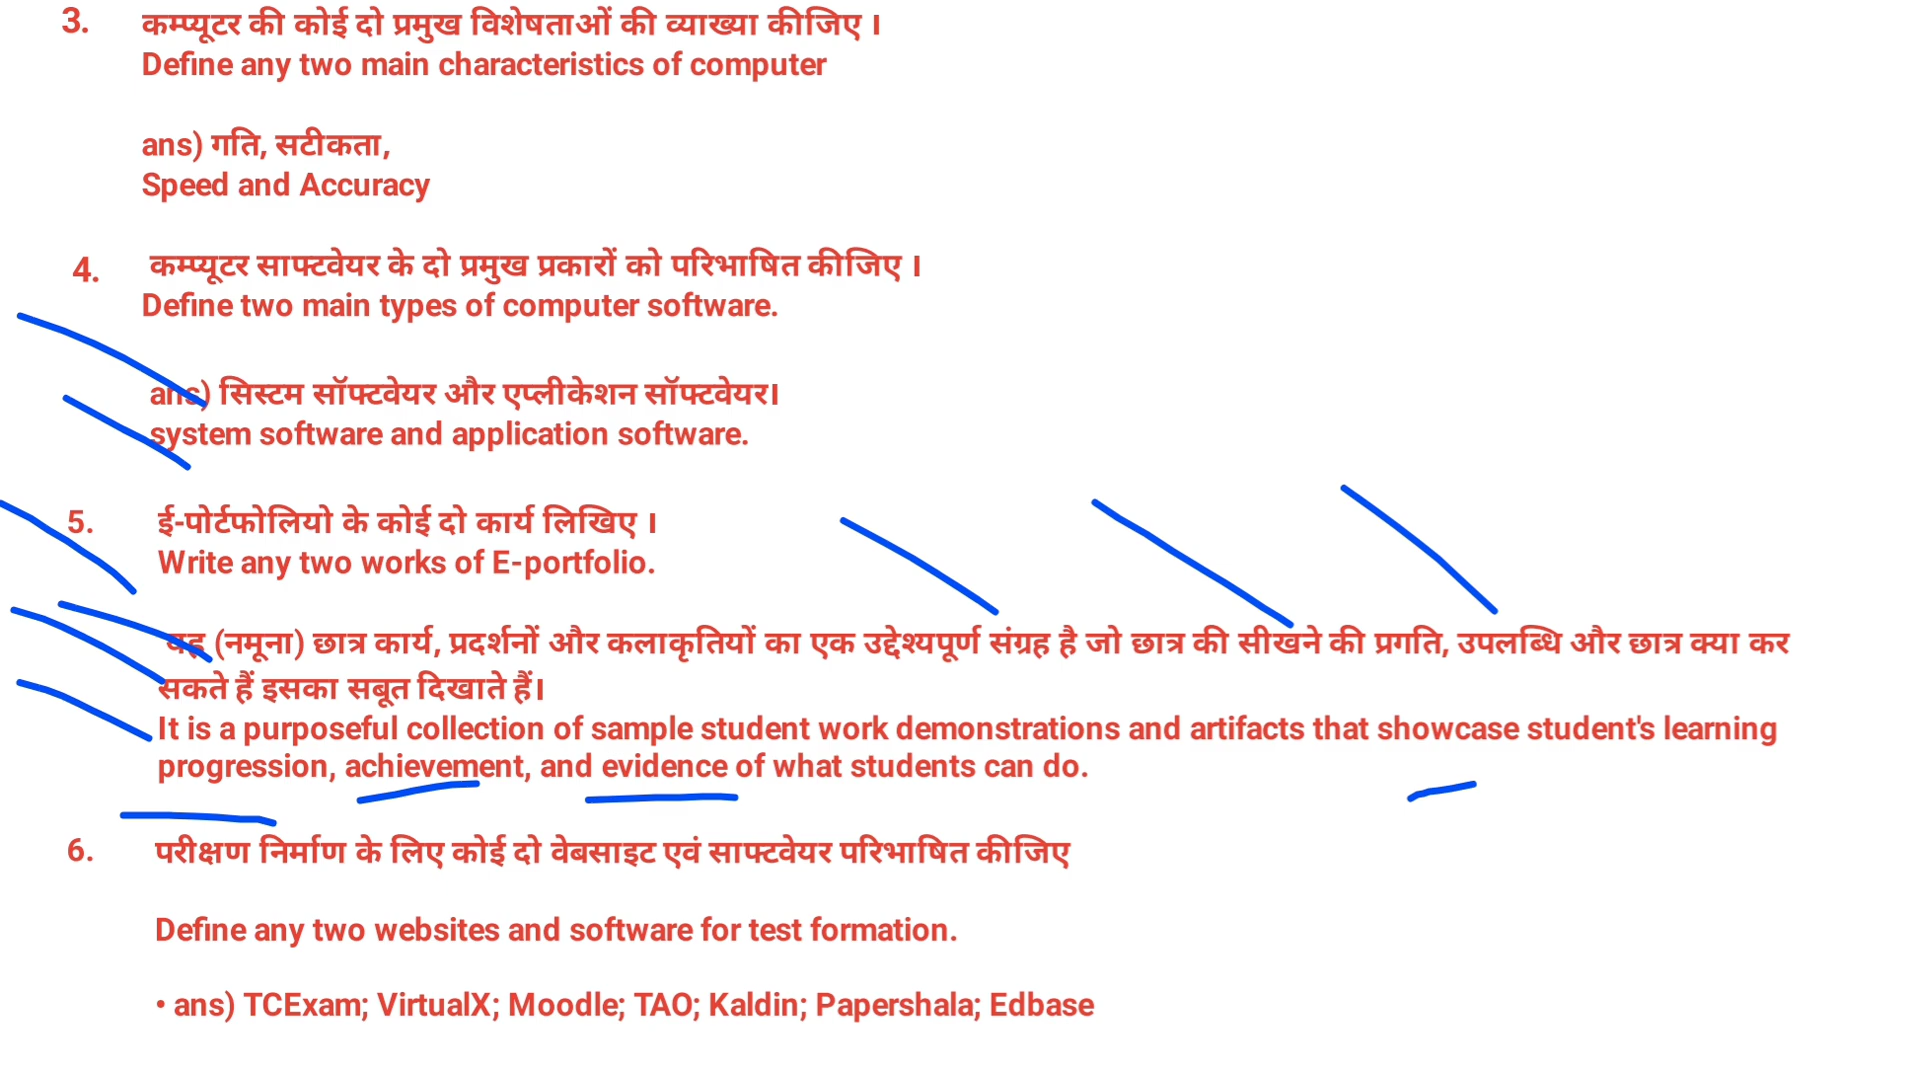 3. कम्प्यूटर की कोई दो प्रमुख विशेषताओं की व्याख्या कीजिए ।
Define any two main characteristics of computer
ans) गति, सटीकता,
Speed and Accuracy
4. कम्प्यूटर साफ्टवेयर के दो प्रमुख प्रकारों को परिभाषित कीजिए ।
Define two main types of computer software.
ans) सिस्टम सॉफ्टवेयर और एप्लीकेशन सॉफ्टवेयर।
system software and application software.
5. ई-पोर्टफोलियो के कोई दो कार्य लिखिए ।
Write any two works of E-portfolio.
यह (नमूना) छात्र कार्य, प्रदर्शनों और कलाकृतियों का एक उद्देश्यपूर्ण संग्रह है जो छात्र की सीखने की प्रगति, उपलब्धि और छात्र क्या कर
सकते हैं इसका सबूत दिखाते हैं।
It is a purposeful collection of sample student work demonstrations and artifacts that showcase student's learning
progression, achievement, and evidence of what students can do.
6. परीक्षण निर्माण के लिए कोई दो वेबसाइट एवं साफ्टवेयर परिभाषित कीजिए
Define any two websites and software for test formation.
• ans) TCExam; VirtualX; Moodle; TAO; Kaldin; Papershala; Edbase